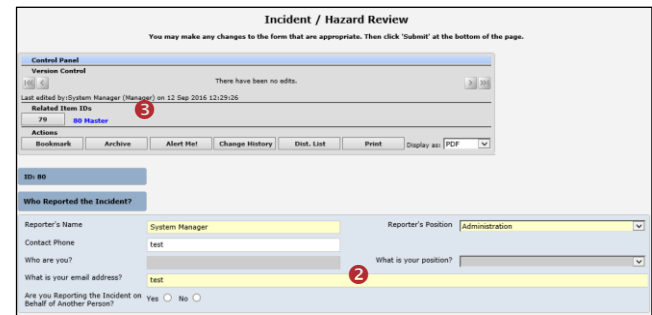 Incident / Hazard Review
You may make any changes to the form that are appropriate. Then click 'Submit' at the bottom of the page.
Control Panel
Version Control
There have been no edits.
Last edited by:System Manager (Manager) on 12 Sep 2016 12:29:26
Related Item IDs
3
79 80 Master
Actions
Bookmark Archive Alert Me! Change History Dist. List Print Display as: PDF
ID: 80
Who Reported the Incident?
Reporter's Name System Manager Reporter's Position Administration
Contact Phone test
Who are you? What is your position?
2
What is your email address? test
Are you Reporting the Incident on Yes No
Behalf of Another Person?